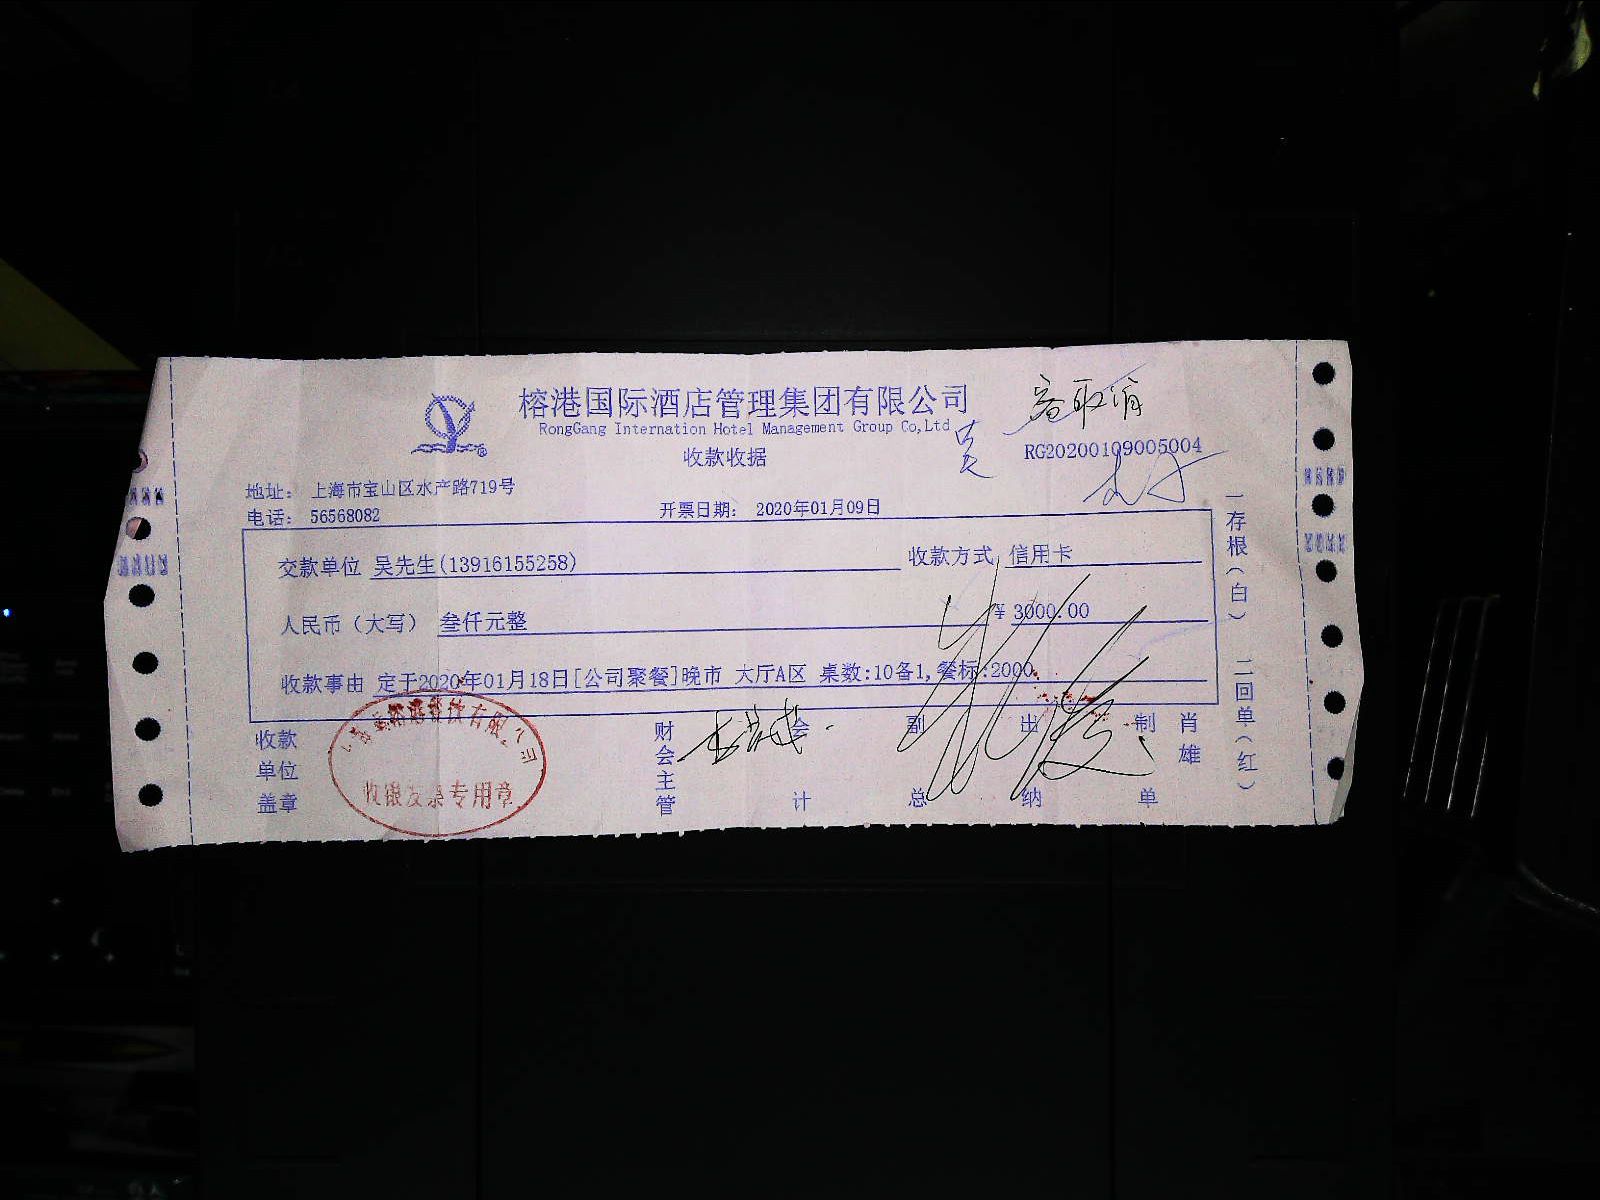 榕港国际酒店管理集团有限公司
RongGang Internation Hotel Management Group Co,Ltd
客取消
收款收据
RG20200109005004
地址： 上海市宝山区水产路719号
电话： 56568082
开票日期： 2020年01月09日
交款单位 吴先生(13916155258)
收款方式 信用卡
人民币（大写） 叁仟元整
¥ 3000.00
收款事由 定于2020年01月18日[公司聚餐]晚市 大厅A区 桌数:10备1,餐标:2000
收款单位盖章
收银发票专用章
财会主管
会计
副总
出纳
制单
肖雄
一存根（白）
二回单（红）